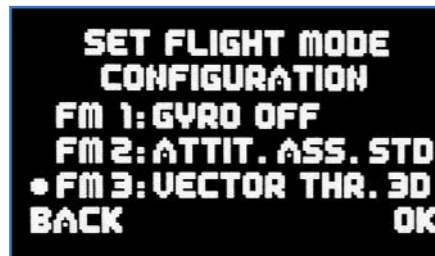 SET FLIGHT MODE
CONFIGURATION
FM 1: GYRO OFF
FM 2: ATTIT. ASS. STD
• FM 3: VECTOR THR. 3D
BACK OK